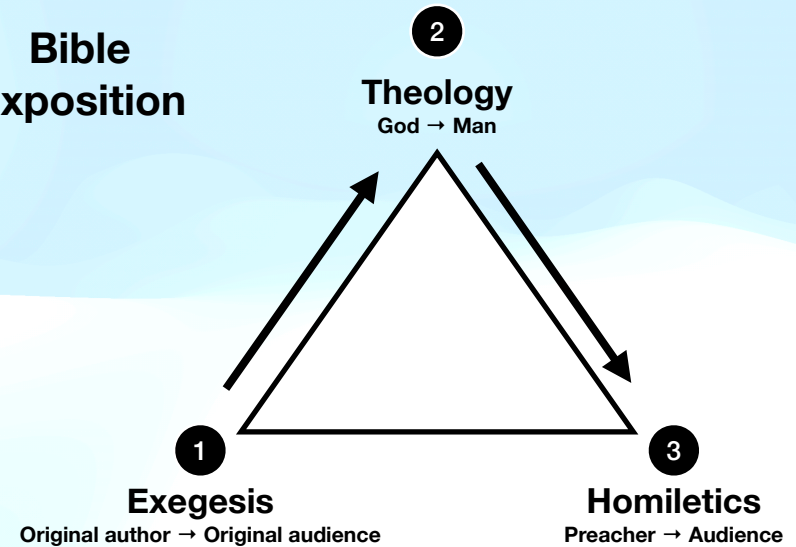 Bible
xposition
2
Theology
God → Man
1
Exegesis
Original author → Original audience
3
Homiletics
Preacher → Audience